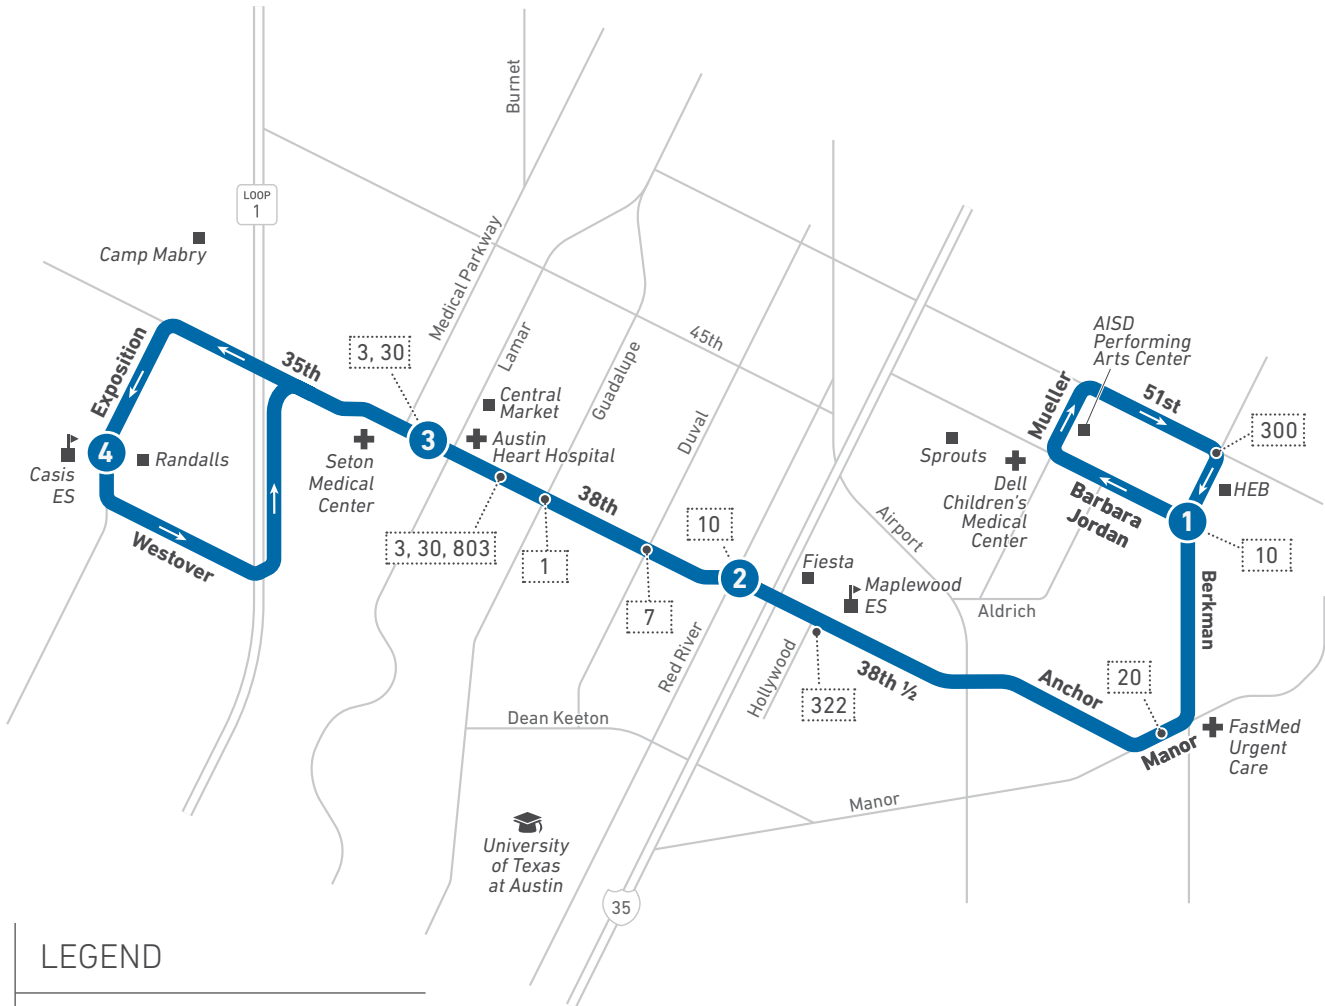 Burnet
LOOP
1
Camp Mabry
Medical Parkway
Lamar
Guadalupe
45th
Duval
Exposition
35th
3, 30
3
Central
Market
Austin
Heart Hospital
4
Casis
ES
Randalls
Seton
Medical
Center
Westover
38th
3, 30, 803
1
7
10
2
Red River
Hollywood
Fiesta
Maplewood
ES
322
38th ½
Airport
Sprouts
Dell
Children's
Medical
Center
AISD
Performing
Arts Center
Mueller
51st
300
HEB
Barbara
Jordan
1
10
Aldrich
Berkman
Anchor
20
Manor
FastMed
Urgent
Care
Dean Keeton
Manor
University
of Texas
at Austin
35
LEGEND